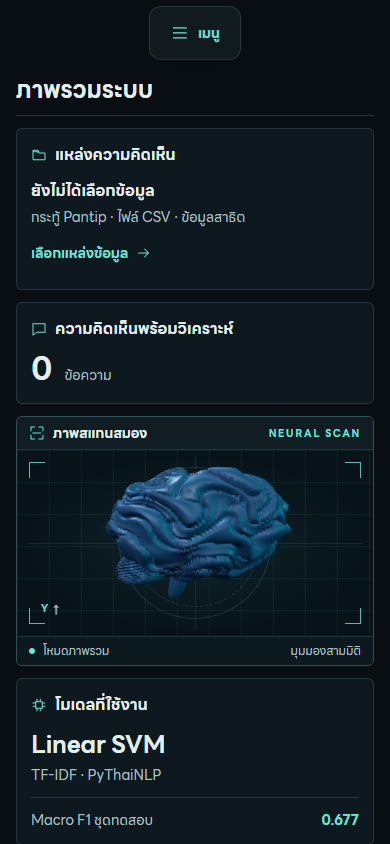 เมนู
ภาพรวมระบบ
แหล่งความคิดเห็น
ยังไม่ได้เลือกข้อมูล
กระทู้ Pantip · ไฟล์ CSV · ข้อมูลสาธิต
เลือกแหล่งข้อมูล →
ความคิดเห็นพร้อมวิเคราะห์
0 ข้อความ
ภาพสแกนสมอง NEURAL SCAN
Y ↑
โหมดภาพรวม มุมมองสามมิติ
โมเดลที่ใช้งาน
Linear SVM
TF-IDF · PyThaiNLP
Macro F1 ชุดทดสอบ 0.677